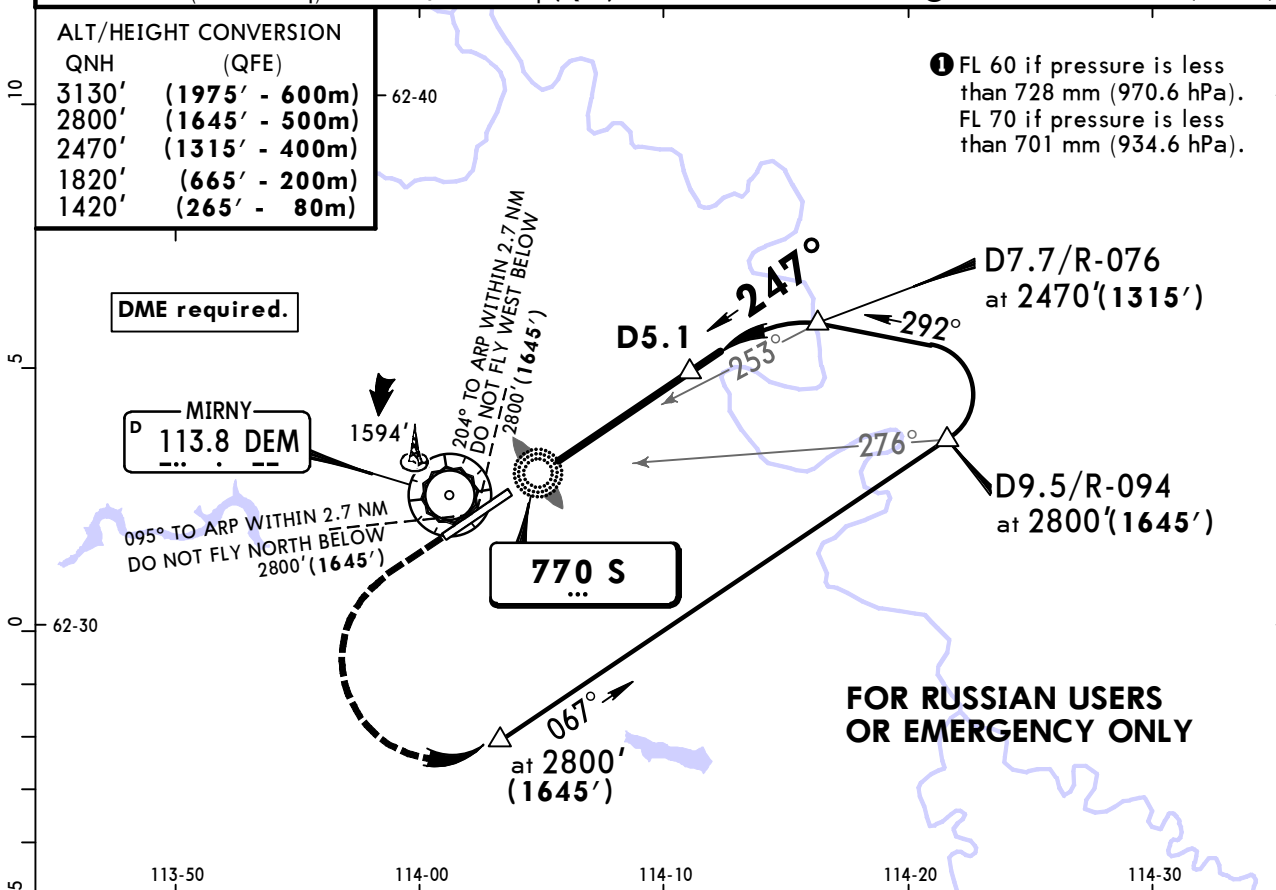 ALT/HEIGHT CONVERSION
QNH (QFE)
3130' (1975' - 600m)
2800' (1645' - 500m)
2470' (1315' - 400m)
1820' (665' - 200m)
1420' (265' - 80m)
10
62-40
❶ FL 60 if pressure is less
than 728 mm (970.6 hPa).
FL 70 if pressure is less
than 701 mm (934.6 hPa).
DME required.
204° TO ARP WITHIN 2.7 NM
DO NOT FLY WEST BELOW
2800'(1645')
247°
D7.7/R-076
at 2470'(1315')
292°
D5.1
253°
5
MIRNY
D 113.8 DEM
1594'
276°
D9.5/R-094
at 2800'(1645')
095° TO ARP WITHIN 2.7 NM
DO NOT FLY NORTH BELOW
2800'(1645')
770 S
0
62-30
067°
at 2800'
(1645')
FOR RUSSIAN USERS
OR EMERGENCY ONLY
5
113-50 114-00 114-10 114-20 114-30